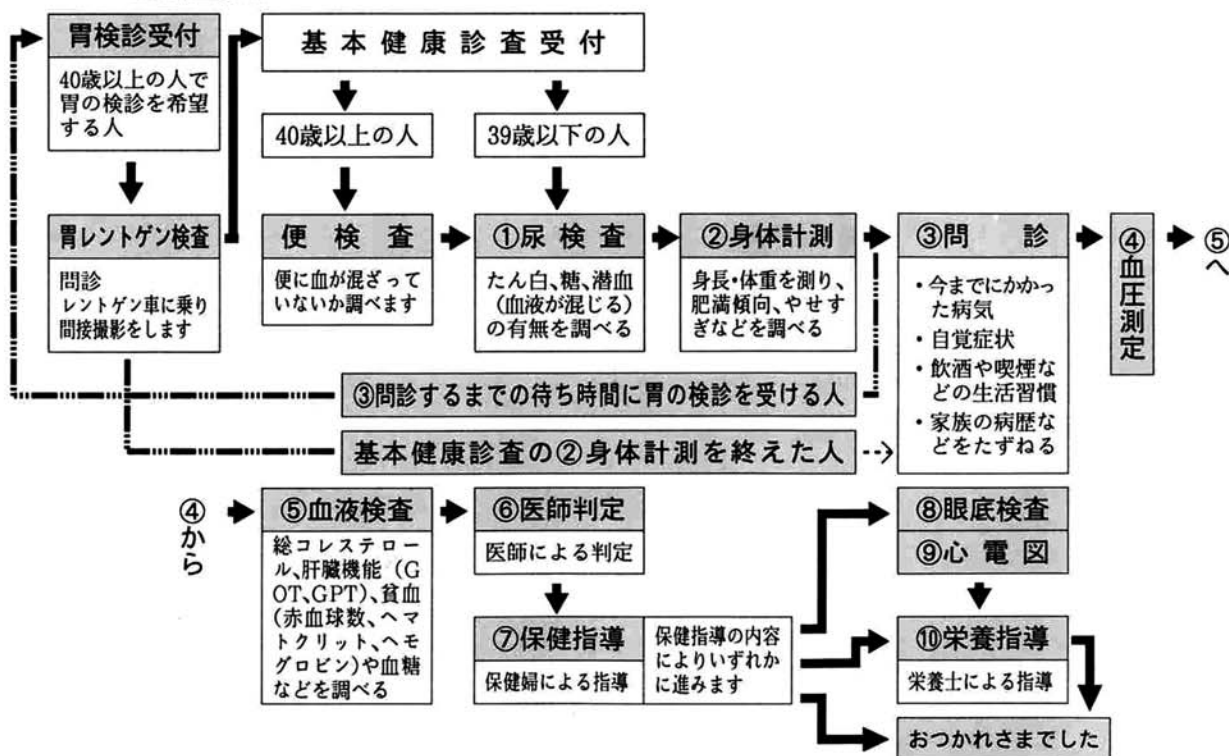 胃検診受付
40歳以上の人で
胃の検診を希望
する人
基本健康診査受付
40歳以上の人
39歳以下の人
胃レントゲン検査
問診
レントゲン車に乗り
間接撮影をします
便検査
便に血が混ざって
いないか調べます
①尿検査
たん白、糖、潜血
(血液が混じる)
の有無を調べる
②身体計測
身長・体重を測り、
肥満傾向、やせす
ぎなどを調べる
③問診
・今までにかかっ
た病気
・自覚症状
・飲酒や喫煙な
どの生活習慣
・家族の病歴な
どをたずねる
④血圧測定
⑤へ
③問診するまでの待ち時間に胃の検診を受ける人
基本健康診査の②身体計測を終えた人
④から
⑤血液検査
総コレステロー
ル、肝臓機能(G
OT、GPT)、貧血
(赤血球数、ヘマ
トクリット、ヘモ
グロビン)や血糖
などを調べる
⑥医師判定
医師による判定
⑦保健指導
保健婦による指導
保健指導の内容
によりいずれか
に進みます
⑧眼底検査
⑨心電図
⑩栄養指導
栄養士による指導
おつかれさまでした